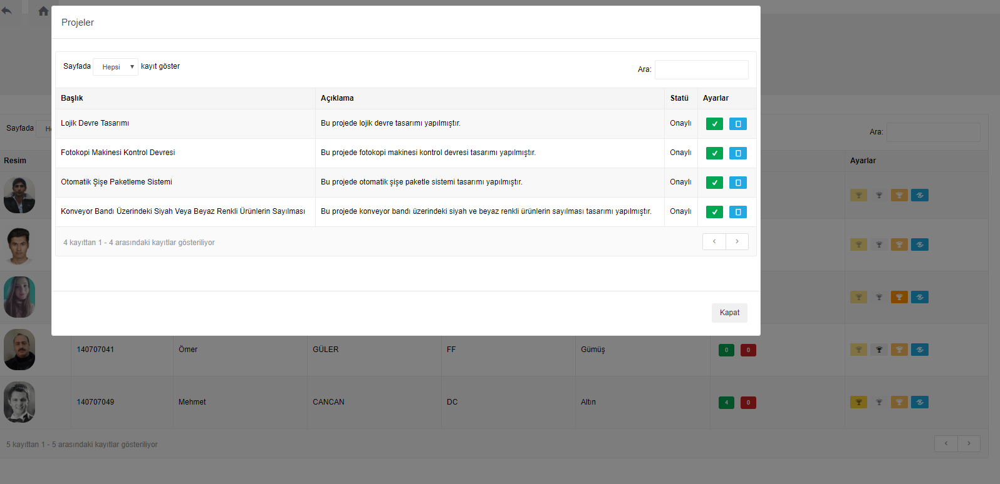 Projeler
Sayfada Hepsi kayıt göster
Ara:
Başlık Açıklama Statü Ayarlar
Lojik Devre Tasarımı Bu projede lojik devre tasarımı yapılmıştır. Onaylı
Fotokopi Makinesi Kontrol Devresi Bu projede fotokopi makinesi kontrol devresi tasarımı yapılmıştır. Onaylı
Otomatik Şişe Paketleme Sistemi Bu projede otomatik şişe paketle sistemi tasarımı yapılmıştır. Onaylı
Konveyor Bandı Üzerindeki Siyah Veya Beyaz Renkli Ürünlerin Sayılması Bu projede konveyor bandı üzerindeki siyah ve beyaz renkli ürünlerin sayılması tasarımı yapılmıştır. Onaylı
4 kayıttan 1 - 4 arasındaki kayıtlar gösteriliyor
Kapat
Sayfada
Ara:
Resim Ayarlar
140707041 Ömer GÜLER FF Gümüş 0 0
140707049 Mehmet CANCAN DC Altın 4 0
5 kayıttan 1 - 5 arasındaki kayıtlar gösteriliyor